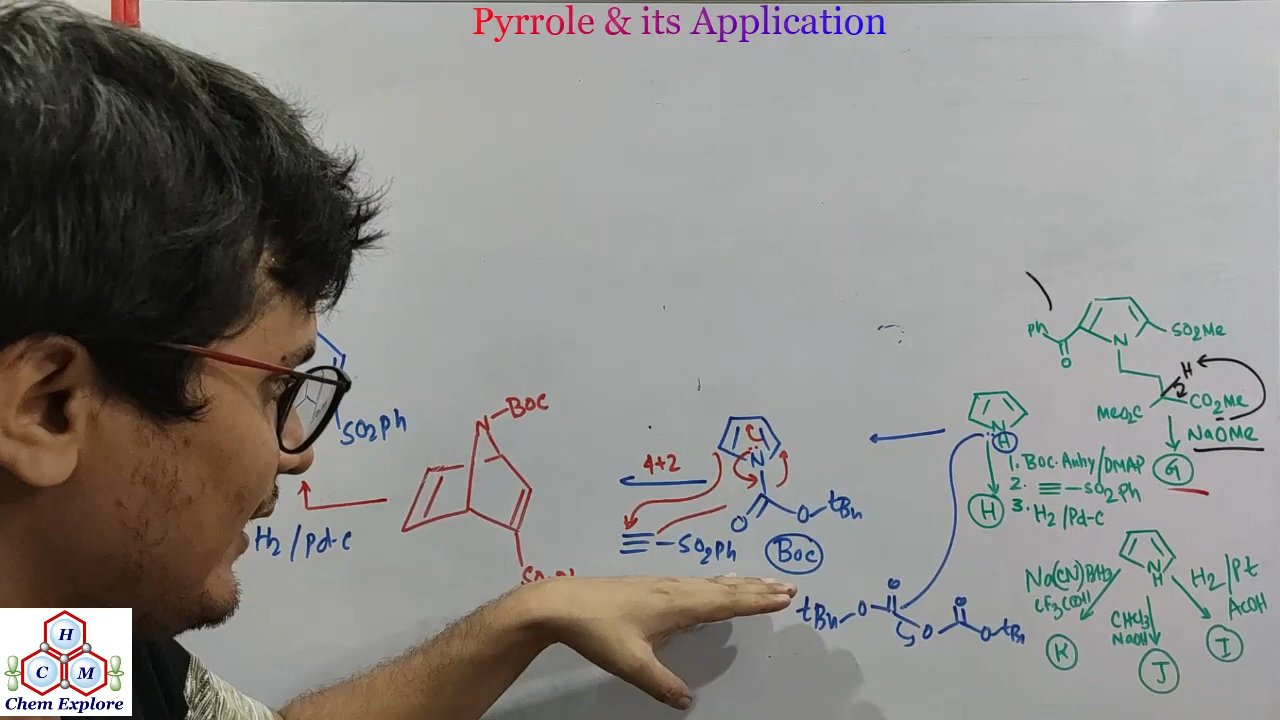 Pyrrole & its Application
SO2Ph
H2/Pd-C
N-Boc
4+2
≡-SO2Ph
N
O
O-tBu
Boc
N
H
H
1. Boc-Anhy/DMAP
2. ≡-SO2Ph
3. H2/Pd-C
tBu-O
O
O
O
O-tBu
Ph
O
N
SO2Me
H
MeO2C
CO2Me
NaOMe
G
N
H
Na(CN)BH3
CF3COOH
K
CHCl3
NaOH
J
H2/Pt
AcOH
I
H
C
M
Chem Explore